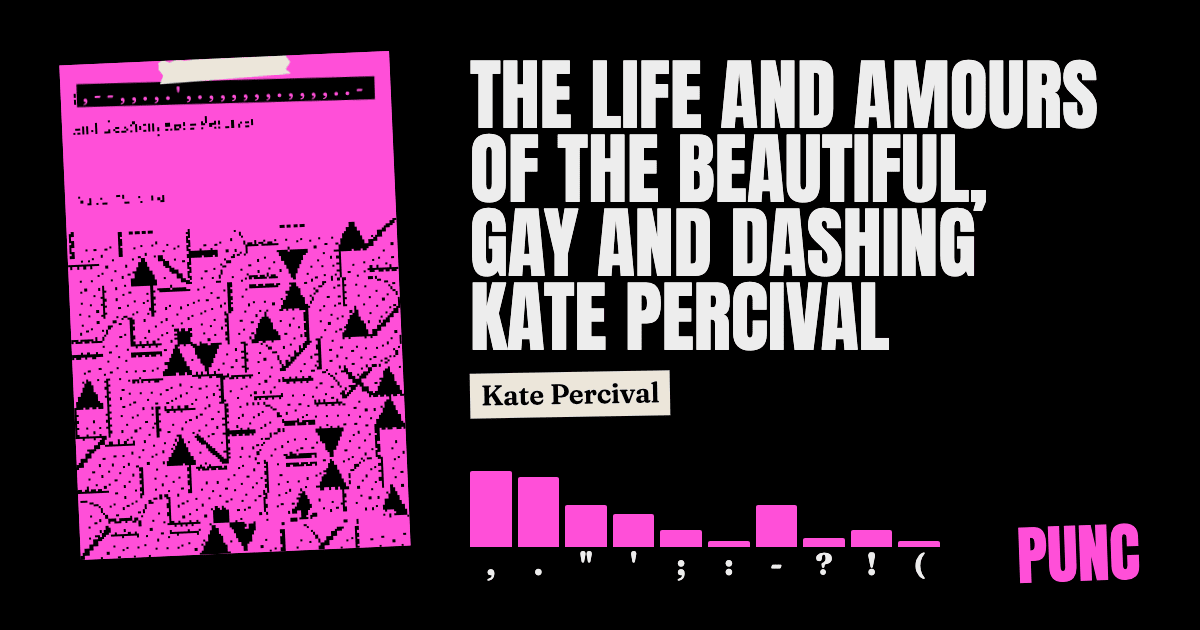 THE LIFE AND AMOURS
OF THE BEAUTIFUL,
GAY AND DASHING
KATE PERCIVAL
Kate Percival
, . " ' ; : - ? ! (
PUNC